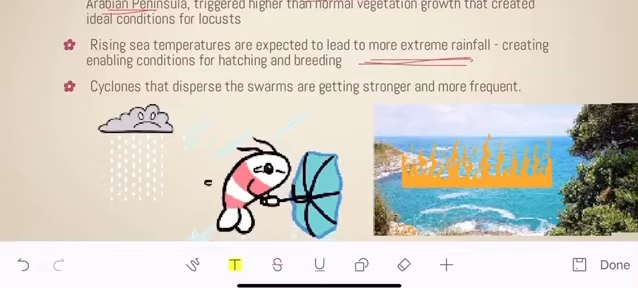 Arabian Peninsula, triggered higher than normal vegetation growth that created
ideal conditions for locusts
Rising sea temperatures are expected to lead to more extreme rainfall - creating
enabling conditions for hatching and breeding
Cyclones that disperse the swarms are getting stronger and more frequent.
T S U Done